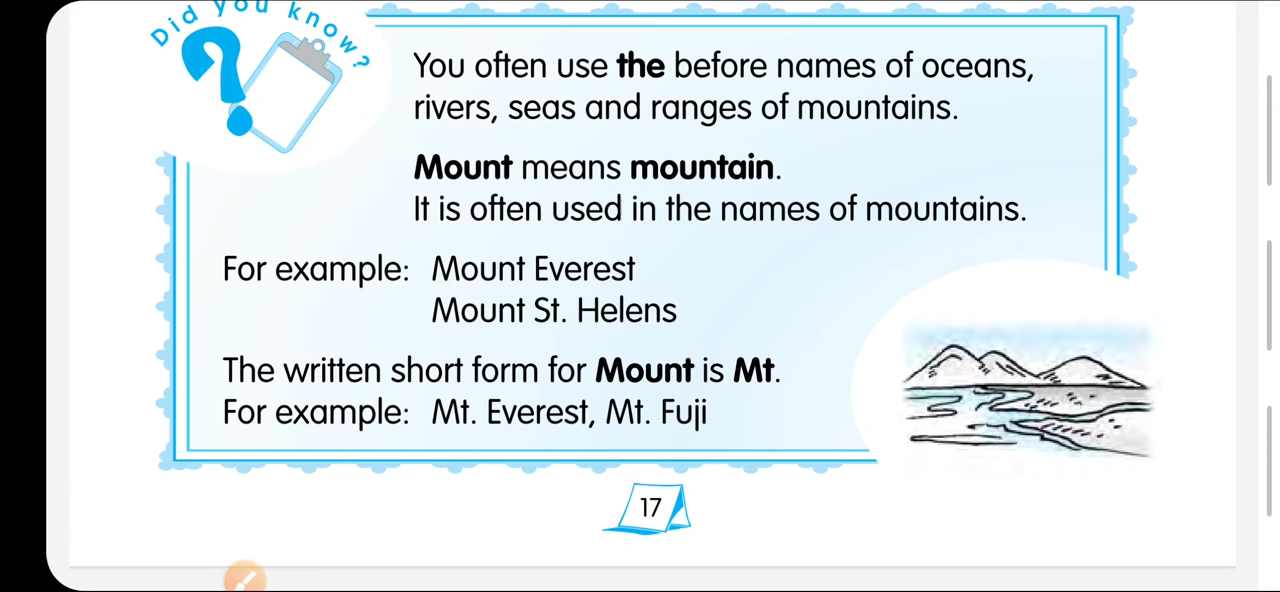 Did you know?
You often use the before names of oceans,
rivers, seas and ranges of mountains.
Mount means mountain.
It is often used in the names of mountains.
For example: Mount Everest
Mount St. Helens
The written short form for Mount is Mt.
For example: Mt. Everest, Mt. Fuji
17